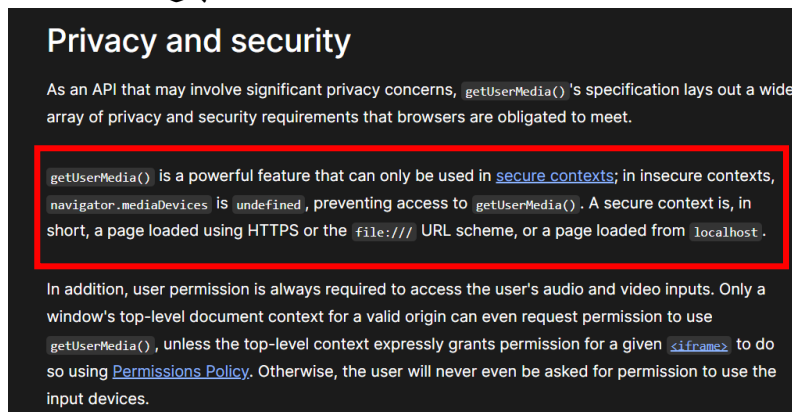 Privacy and security
As an API that may involve significant privacy concerns, getUserMedia()'s specification lays out a wide
array of privacy and security requirements that browsers are obligated to meet.
getUserMedia() is a powerful feature that can only be used in secure contexts; in insecure contexts,
navigator.mediaDevices is undefined, preventing access to getUserMedia(). A secure context is, in
short, a page loaded using HTTPS or the file:/// URL scheme, or a page loaded from localhost.
In addition, user permission is always required to access the user's audio and video inputs. Only a
window's top-level document context for a valid origin can even request permission to use
getUserMedia(), unless the top-level context expressly grants permission for a given <iframe> to do
so using Permissions Policy. Otherwise, the user will never even be asked for permission to use the
input devices.